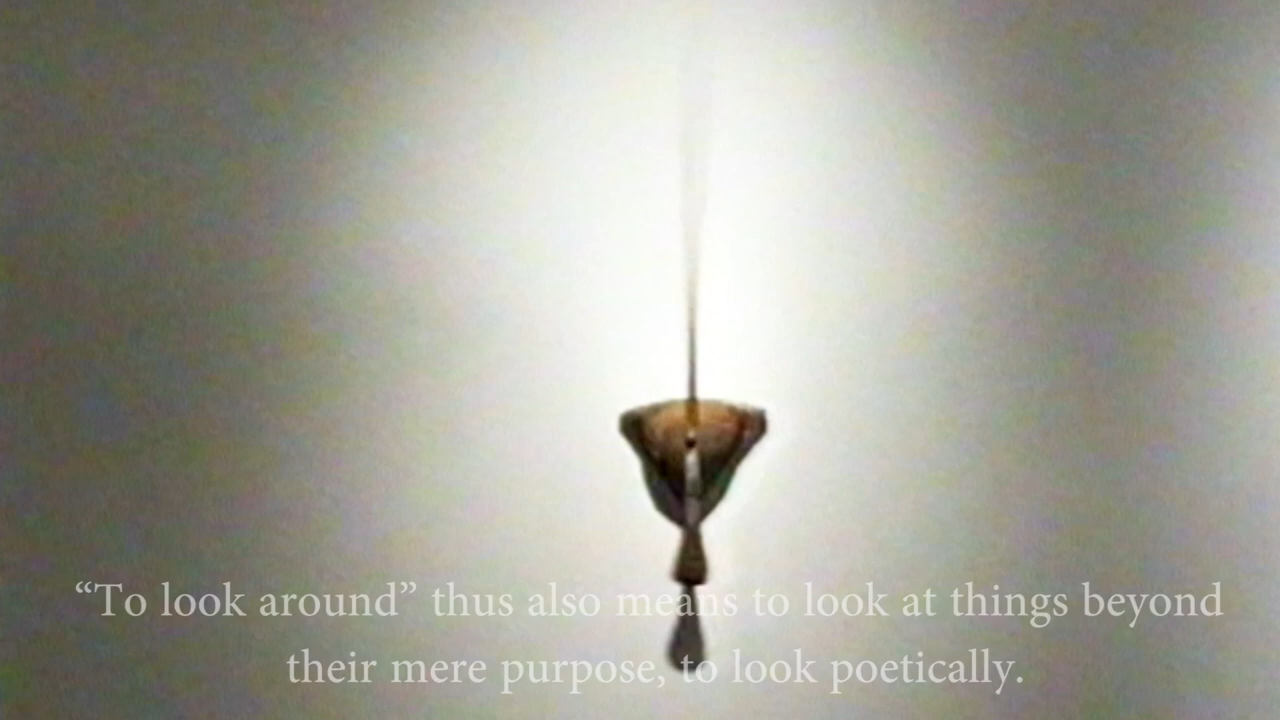 “To look around” thus also means to look at things beyond
their mere purpose, to look poetically.